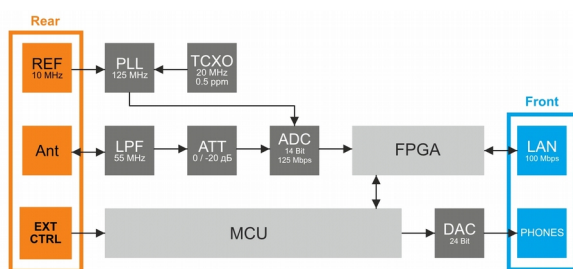 Rear
REF
10 MHz
PLL
125 MHz
TCXO
20 MHz
0.5 ppm
Front
Ant
LPF
55 MHz
ATT
0 / -20 дБ
ADC
14 Bit
125 Mbps
FPGA
LAN
100 Mbps
EXT
CTRL
MCU
DAC
24 Bit
PHONES